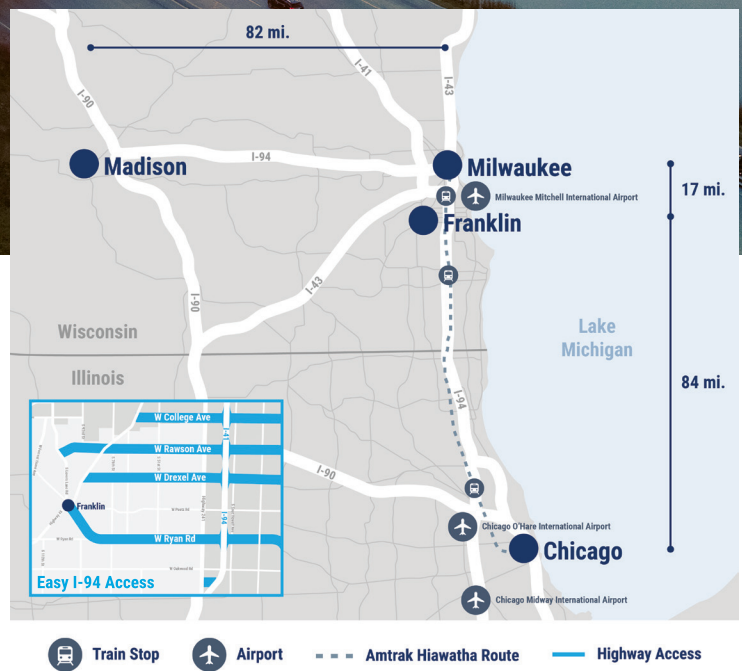 82 mi.
I-41
I-43
I-90
I-94
Madison
Milwaukee
Milwaukee Mitchell International Airport
17 mi.
Franklin
I-43
I-90
Wisconsin
Illinois
Lake
Michigan
84 mi.
I-94
I-90
W College Ave
I-41
W Rawson Ave
W Drexel Ave
Franklin
I-94
W Ryan Rd
Easy I-94 Access
Chicago O'Hare International Airport
Chicago
Chicago Midway International Airport
Train Stop
Airport
Amtrak Hiawatha Route
Highway Access